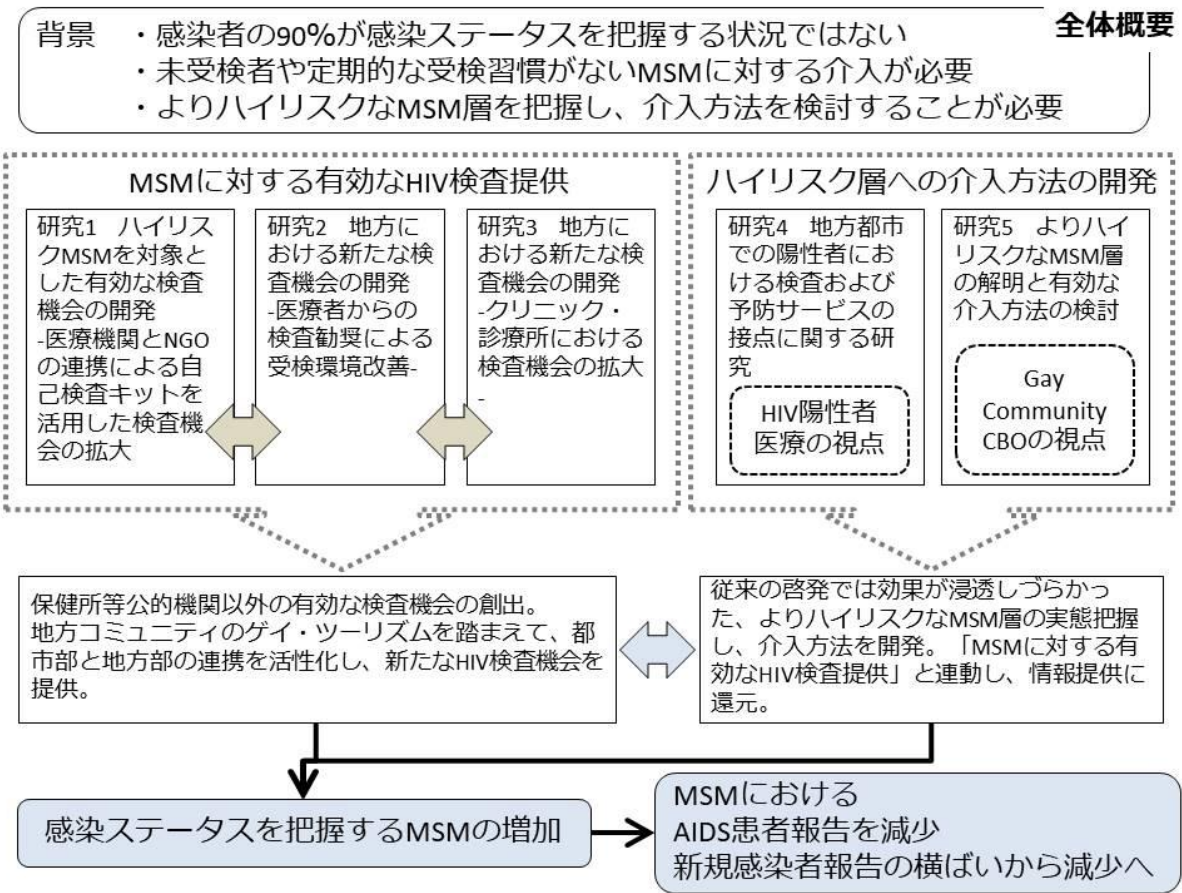 全体概要
背景 ・感染者の90%が感染ステータスを把握する状況ではない
・未受検者や定期的な受検習慣がないMSMに対する介入が必要
・よりハイリスクなMSM層を把握し、介入方法を検討することが必要
MSMに対する有効なHIV検査提供
研究1 ハイリス
クMSMを対象と
した有効な検査
機会の開発
-医療機関とNGO
の連携による自
己検査キットを
活用した検査機
会の拡大
研究2 地方に
おける新たな検
査機会の開発
-医療者からの
検査勧奨による
受検環境改善-
研究3 地方に
おける新たな検
査機会の開発
-クリニック・
診療所における
検査機会の拡大
-
ハイリスク層への介入方法の開発
研究4 地方都市
での陽性者にお
ける検査および
予防サービスの
接点に関する研
究
HIV陽性者
医療の視点
研究5 よりハイ
リスクなMSM層
の解明と有効な
介入方法の検討
Gay
Community
CBOの視点
保健所等公的機関以外の有効な検査機会の創出。
地方コミュニティのゲイ・ツーリズムを踏まえて、都
市部と地方部の連携を活性化し、新たなHIV検査機会を
提供。
従来の啓発では効果が浸透しづらかっ
た、よりハイリスクなMSM層の実態把握
し、介入方法を開発。「MSMに対する有
効なHIV検査提供」と連動し、情報提供に
還元。
感染ステータスを把握するMSMの増加
MSMにおける
AIDS患者報告を減少
新規感染者報告の横ばいから減少へ